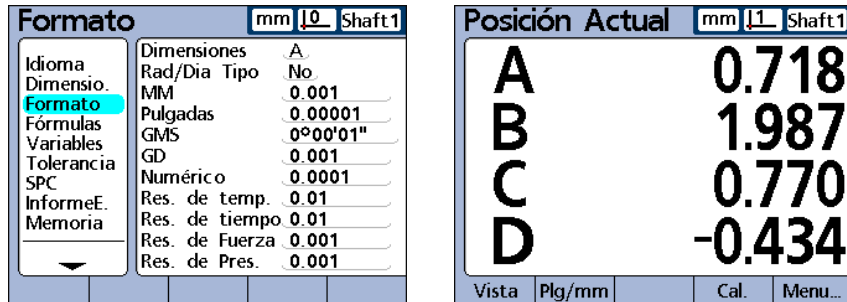 Formato mm 0 Shaft1
Idioma
Dimensio.
Formato
Fórmulas
Variables
Tolerancia
SPC
InformeE.
Memoria
Dimensiones A
Rad/Dia Tipo No
MM 0.001
Pulgadas 0.00001
GMS 0º00'01"
GD 0.001
Numérico 0.0001
Res. de temp. 0.01
Res. de tiempo 0.01
Res. de Fuerza 0.001
Res. de Pres. 0.001
Posición Actual mm 1 Shaft1
A 0.718
B 1.987
C 0.770
D -0.434
Vista Plg/mm Cal. Menu...